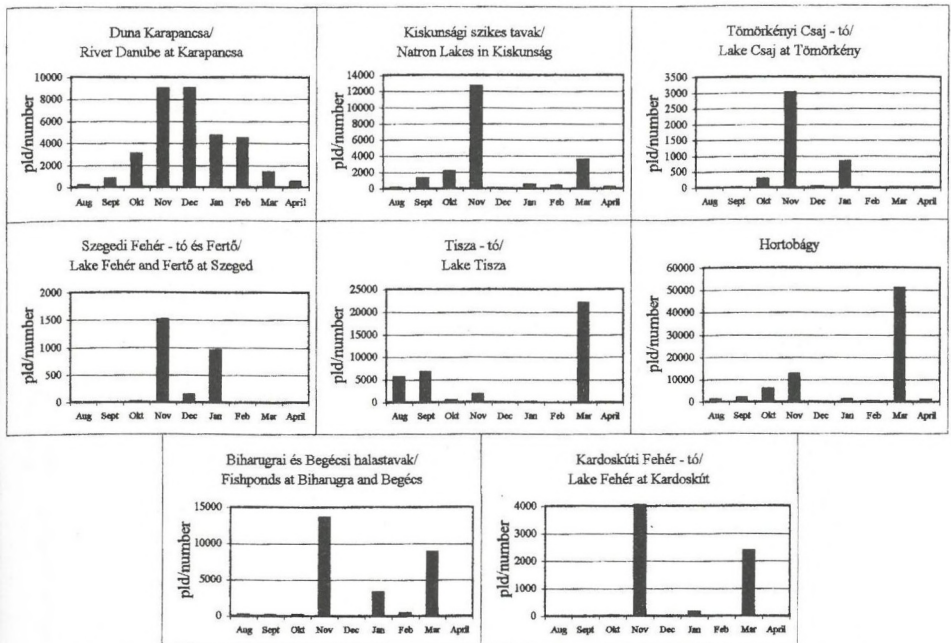 Duna Karapancsa/
River Danube at Karapancsa
pld/number
10000
8000
6000
4000
2000
0
Aug Sept Okt Nov Dec Jan Feb Mar April
Kiskunsági szikes tavak/
Natron Lakes in Kiskunság
pld/number
14000
12000
10000
8000
6000
4000
2000
0
Aug Sept Okt Nov Dec Jan Feb Mar April
Tömörkényi Csaj - tó/
Lake Csaj at Tömörkény
pld/number
3500
3000
2500
2000
1500
1000
500
0
Aug Sept Okt Nov Dec Jan Feb Mar April
Szegedi Fehér - tó és Fertő/
Lake Fehér and Fertő at Szeged
pld/number
2000
1500
1000
500
0
Aug Sept Okt Nov Dec Jan Feb Mar April
Tisza - tó/
Lake Tisza
pld/number
25000
20000
15000
10000
5000
0
Aug Sept Okt Nov Dec Jan Feb Mar April
Hortobágy
pld/number
60000
50000
40000
30000
20000
10000
0
Aug Sept Okt Nov Dec Jan Feb Mar April
Biharugrai és Begécsi halastavak/
Fishponds at Biharugra and Begécs
pld/number
15000
10000
5000
0
Aug Sept Okt Nov Dec Jan Feb Mar April
Kardoskúti Fehér - tó/
Lake Fehér at Kardoskút
pld/number
4000
3000
2000
1000
0
Aug Sept Okt Nov Dec Jan Feb Mar April